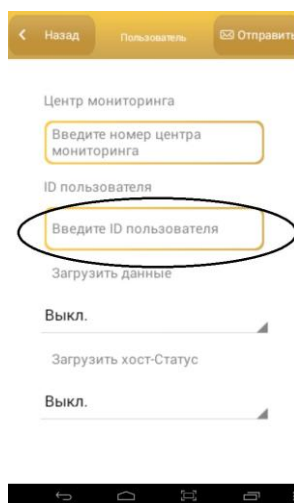 Назад Пользователь Отправить
Центр мониторинга
Введите номер центра
мониторинга
ID пользователя
Введите ID пользователя
Загрузить данные
Выкл.
Загрузить хост-Статус
Выкл.